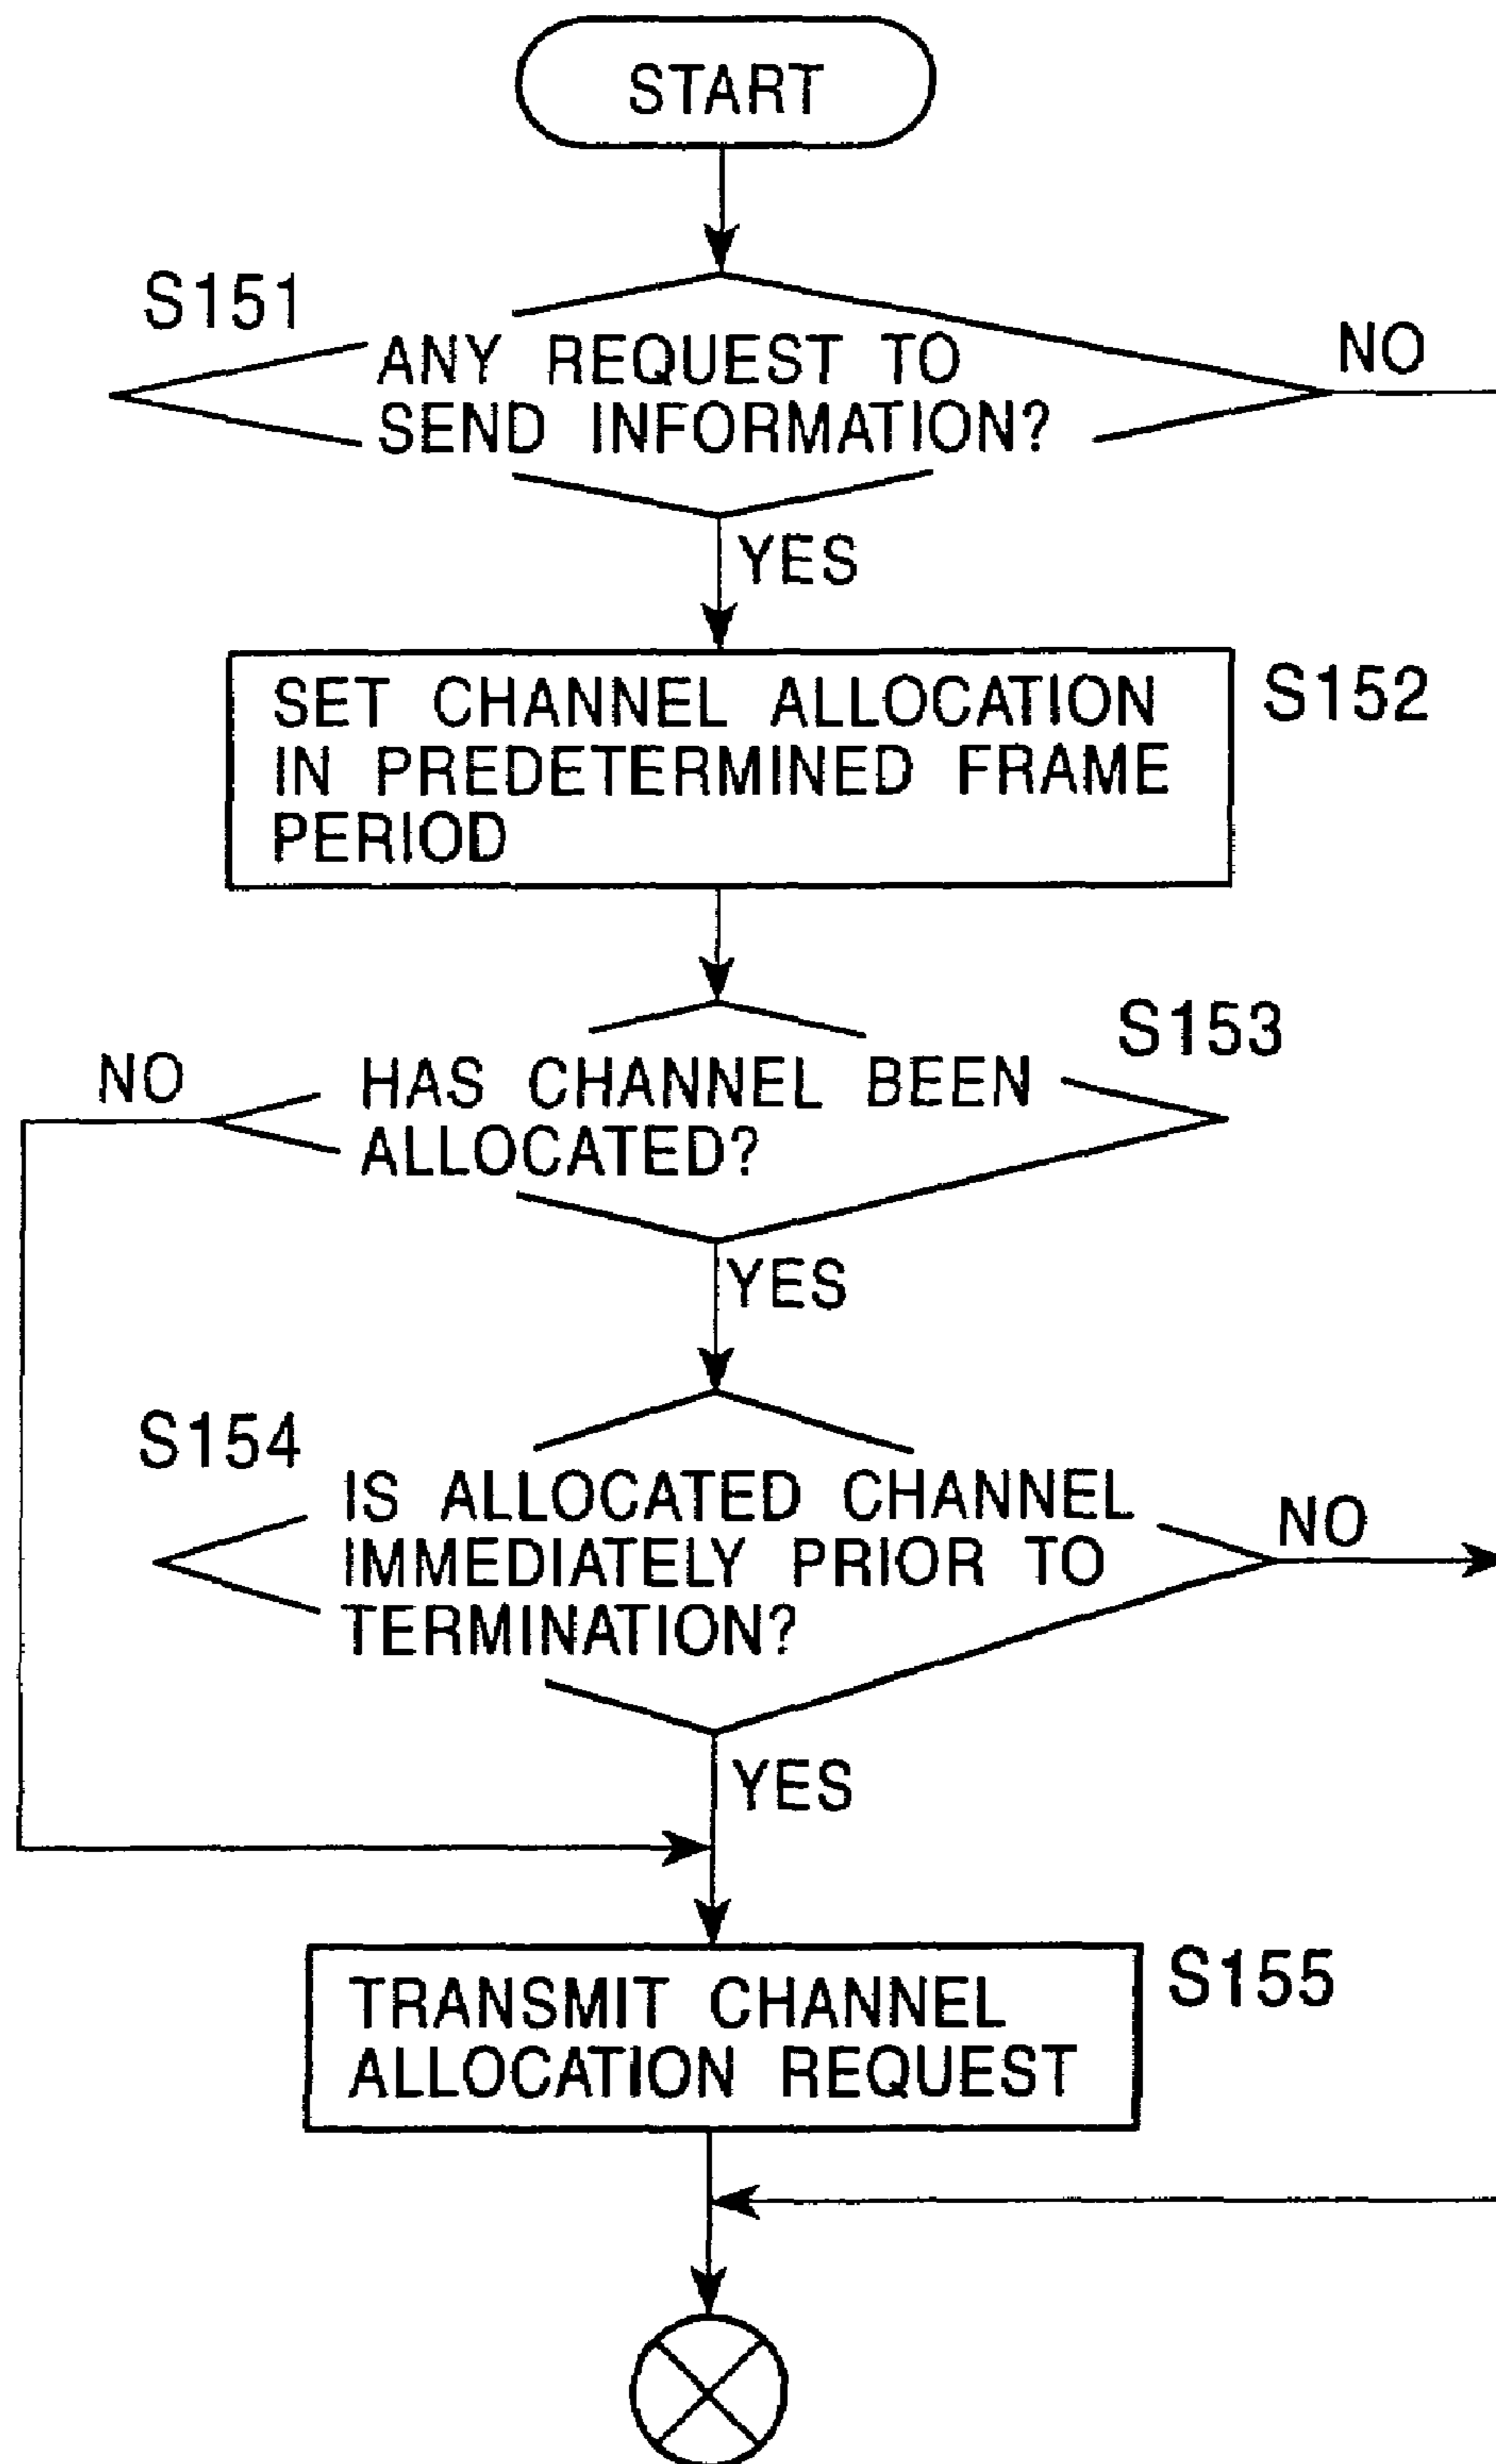 START
S151
ANY REQUEST TO
SEND INFORMATION?
NO
YES
SET CHANNEL ALLOCATION
IN PREDETERMINED FRAME
PERIOD
S152
S153
NO
HAS CHANNEL BEEN
ALLOCATED?
YES
S154
IS ALLOCATED CHANNEL
IMMEDIATELY PRIOR TO
TERMINATION?
NO
YES
TRANSMIT CHANNEL
ALLOCATION REQUEST
S155